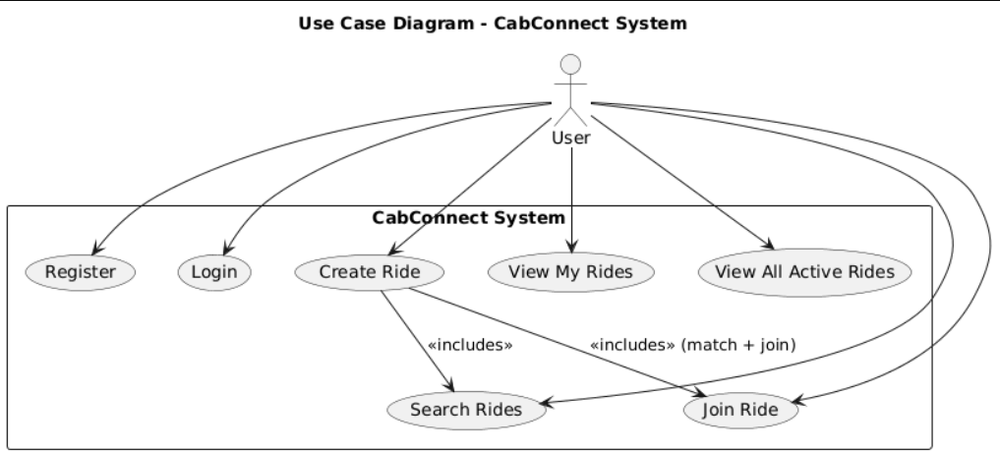 Use Case Diagram - CabConnect System
User
CabConnect System
Register
Login
Create Ride
View My Rides
View All Active Rides
«includes»
«includes» (match + join)
Search Rides
Join Ride